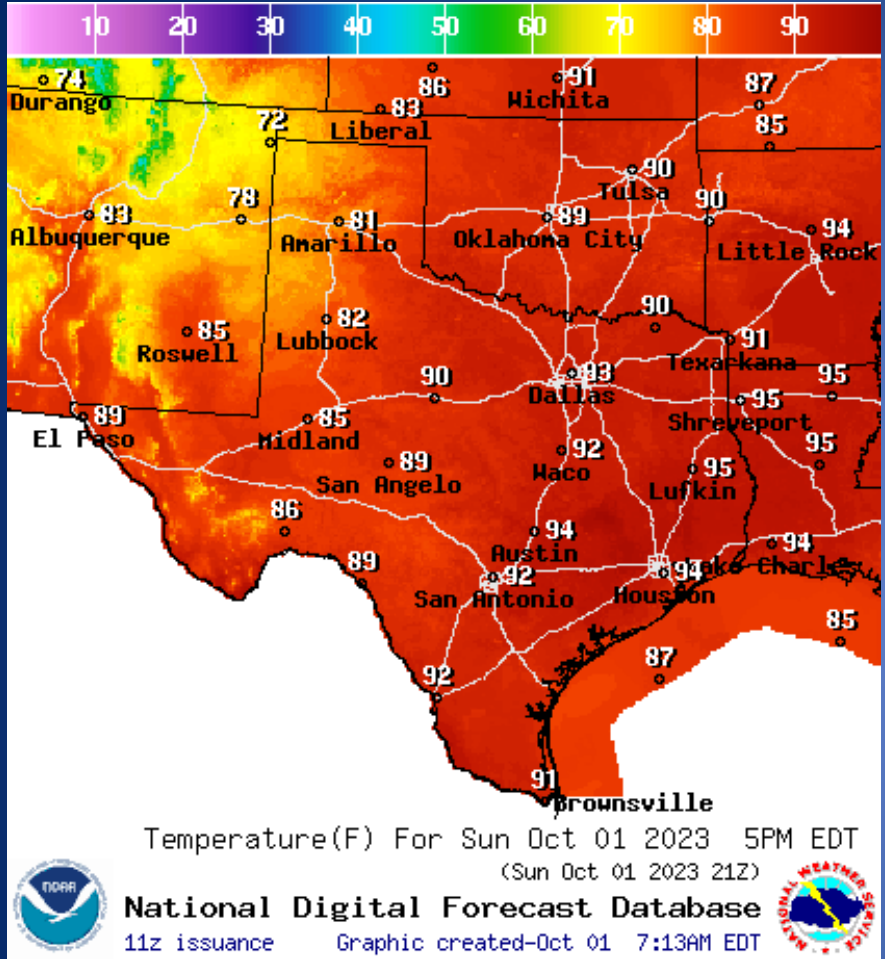 10 20 30 40 50 60 70 80 90
74
Durango
86
91
Wichita
87
83
Liberal
85
72
90
Tulsa
83
Albuquerque
78
81
Amarillo
89
Oklahoma City
90
94
Little Rock
85
Roswell
82
Lubbock
90
91
Texarkana
93
Dallas
90
95
Shreveport
95
89
El Paso
85
Midland
89
San Angelo
92
Waco
95
Lufkin
95
86
94
Austin
94
Lake Charles
89
92
San Antonio
94
Houston
85
87
92
91
Brownsville
Temperature(F) For Sun Oct 01 2023 5PM EDT
(Sun Oct 01 2023 21Z)
NOAA
National Digital Forecast Database
11z issuance Graphic created-Oct 01 7:13AM EDT
NATIONAL WEATHER SERVICE